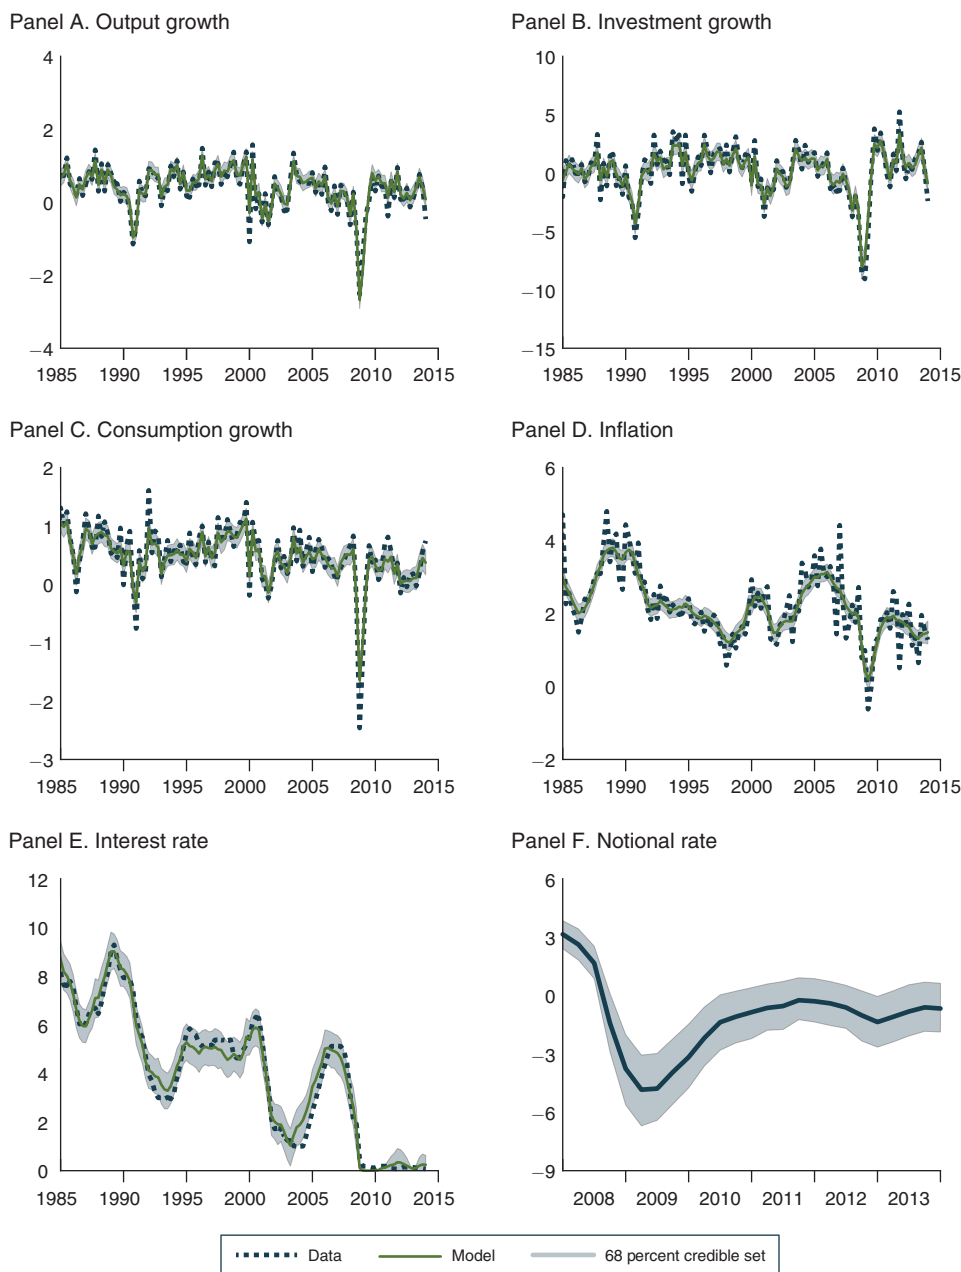 Panel A. Output growth
4
2
0
−2
−4
1985 1990 1995 2000 2005 2010 2015
Panel B. Investment growth
10
5
0
−5
−10
−15
1985 1990 1995 2000 2005 2010 2015
Panel C. Consumption growth
2
1
0
−1
−2
−3
1985 1990 1995 2000 2005 2010 2015
Panel D. Inflation
6
4
2
0
−2
1985 1990 1995 2000 2005 2010 2015
Panel E. Interest rate
12
10
8
6
4
2
0
1985 1990 1995 2000 2005 2010 2015
Panel F. Notional rate
6
3
0
−3
−6
−9
2008 2009 2010 2011 2012 2013
Data Model 68 percent credible set